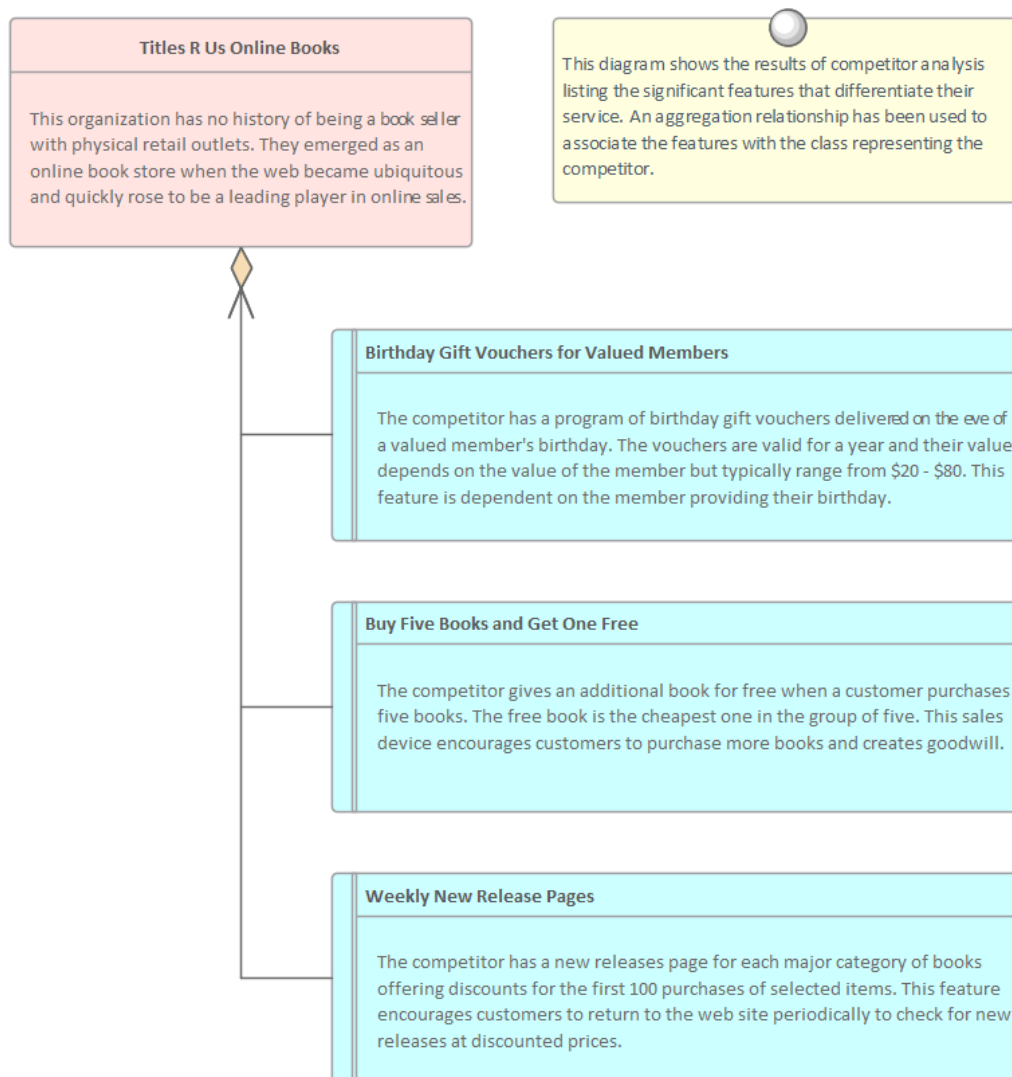 Titles R Us Online Books
This organization has no history of being a book seller
with physical retail outlets. They emerged as an
online book store when the web became ubiquitous
and quickly rose to be a leading player in online sales.
This diagram shows the results of competitor analysis
listing the significant features that differentiate their
service. An aggregation relationship has been used to
associate the features with the class representing the
competitor.
Birthday Gift Vouchers for Valued Members
The competitor has a program of birthday gift vouchers delivered on the eve of
a valued member's birthday. The vouchers are valid for a year and their value
depends on the value of the member but typically range from $20 - $80. This
feature is dependent on the member providing their birthday.
Buy Five Books and Get One Free
The competitor gives an additional book for free when a customer purchases
five books. The free book is the cheapest one in the group of five. This sales
device encourages customers to purchase more books and creates goodwill.
Weekly New Release Pages
The competitor has a new releases page for each major category of books
offering discounts for the first 100 purchases of selected items. This feature
encourages customers to return to the web site periodically to check for new
releases at discounted prices.